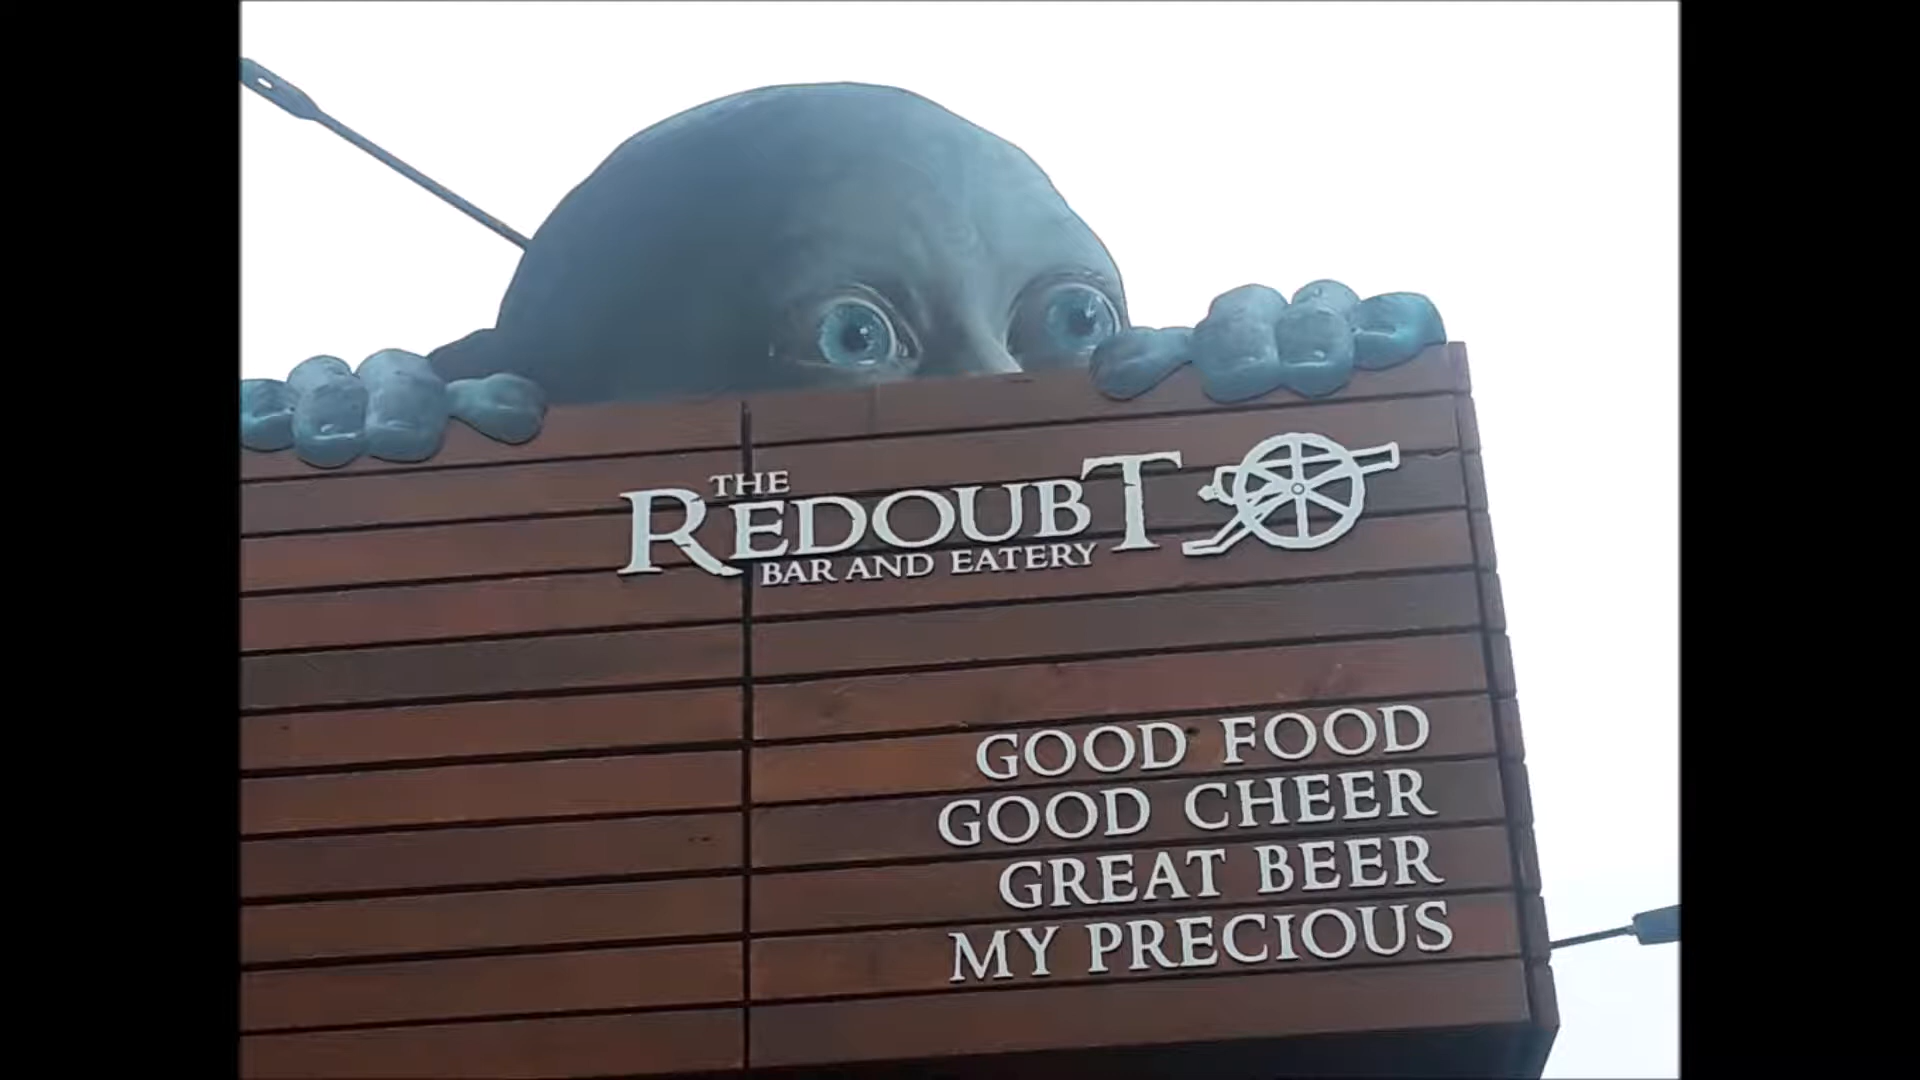 THE
REDOUBT
BAR AND EATERY
GOOD FOOD
GOOD CHEER
GREAT BEER
MY PRECIOUS